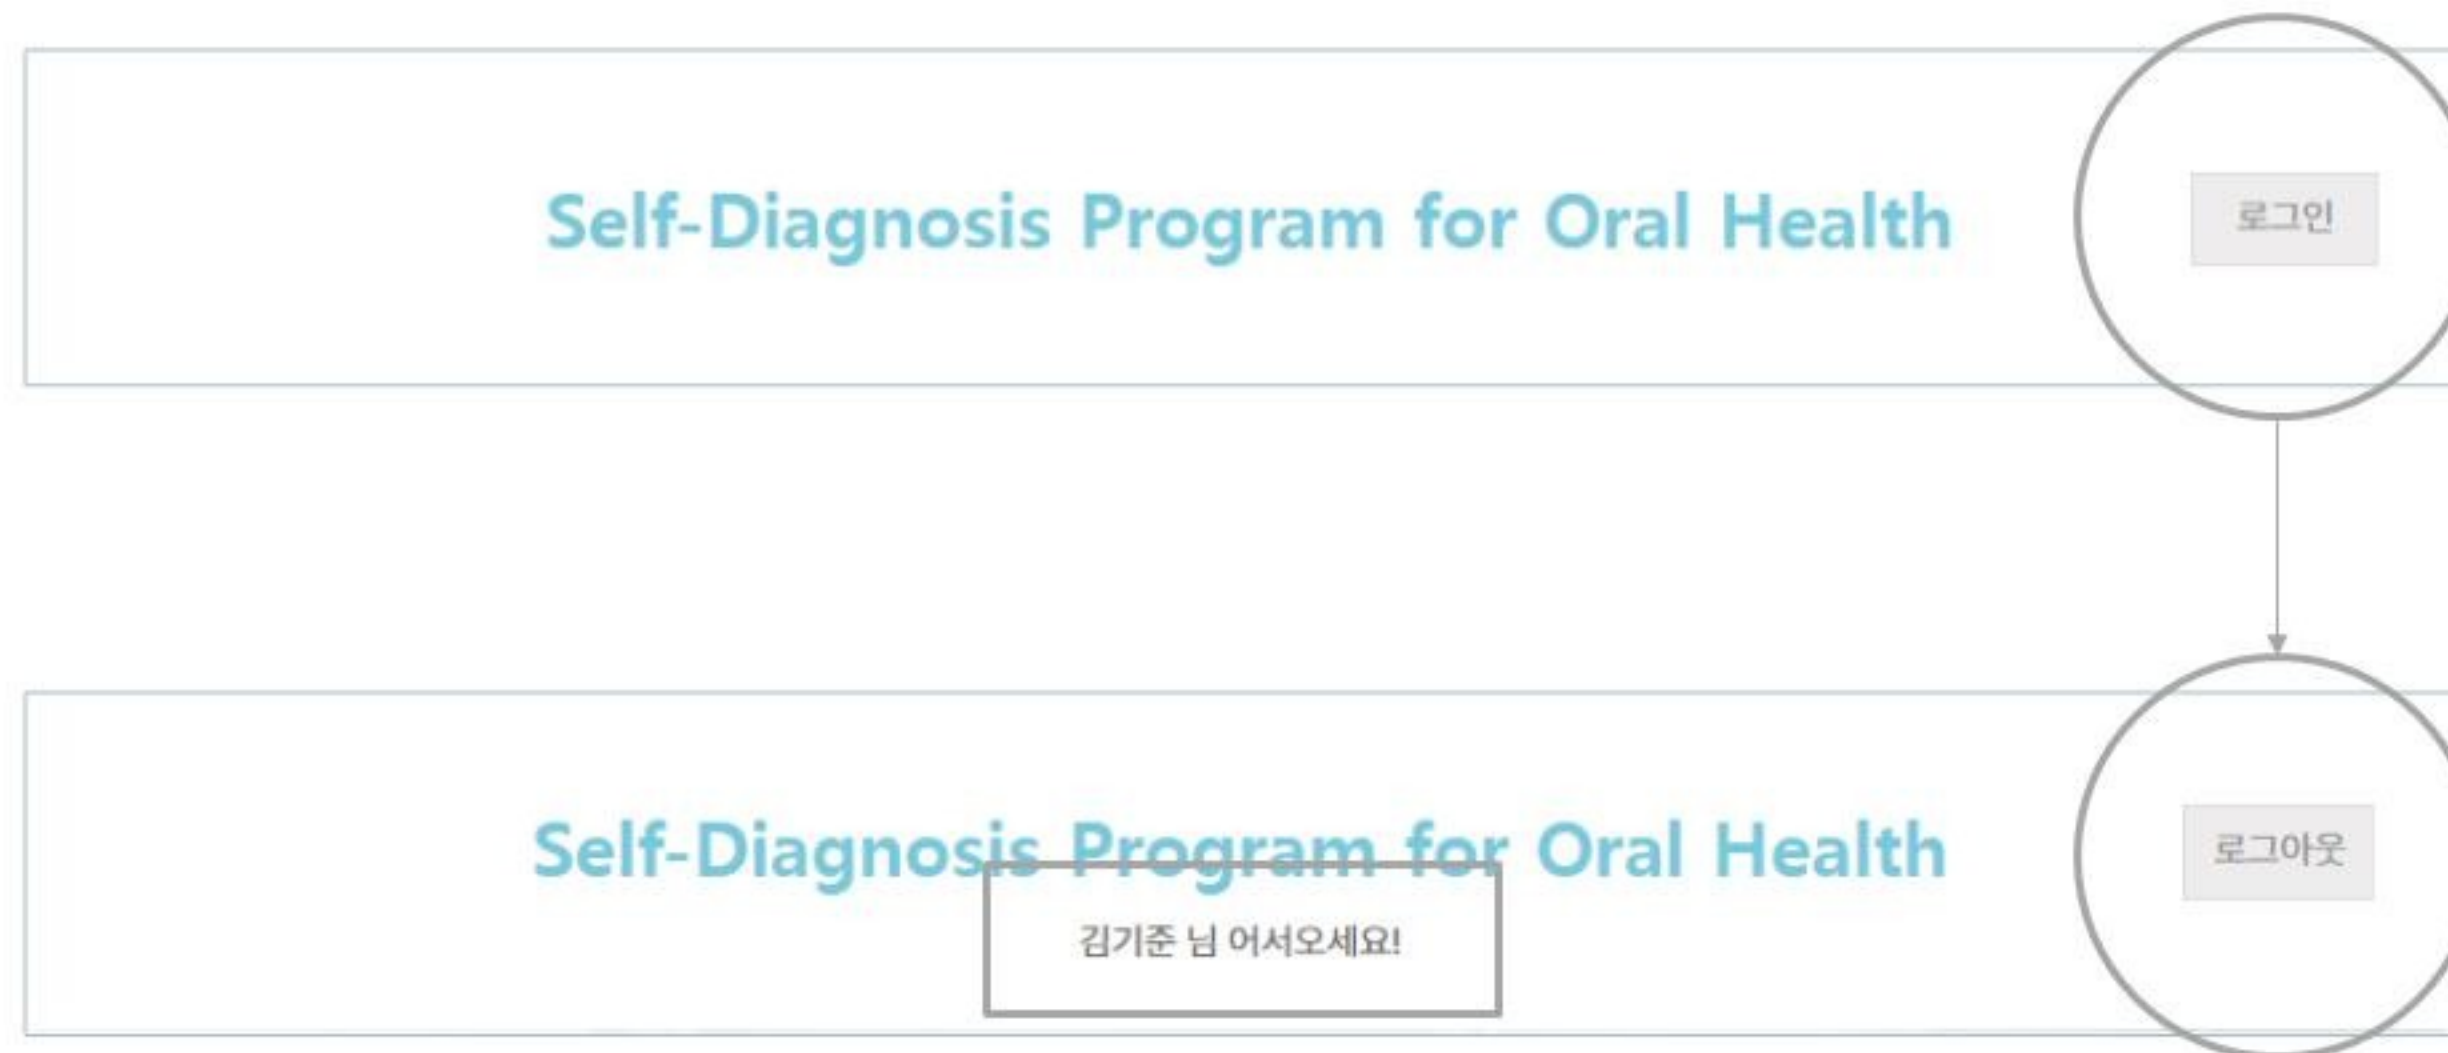 Self-Diagnosis Program for Oral Health
로그인
Self-Diagnosis Program for Oral Health
로그아웃
김기준 님 어서오세요!